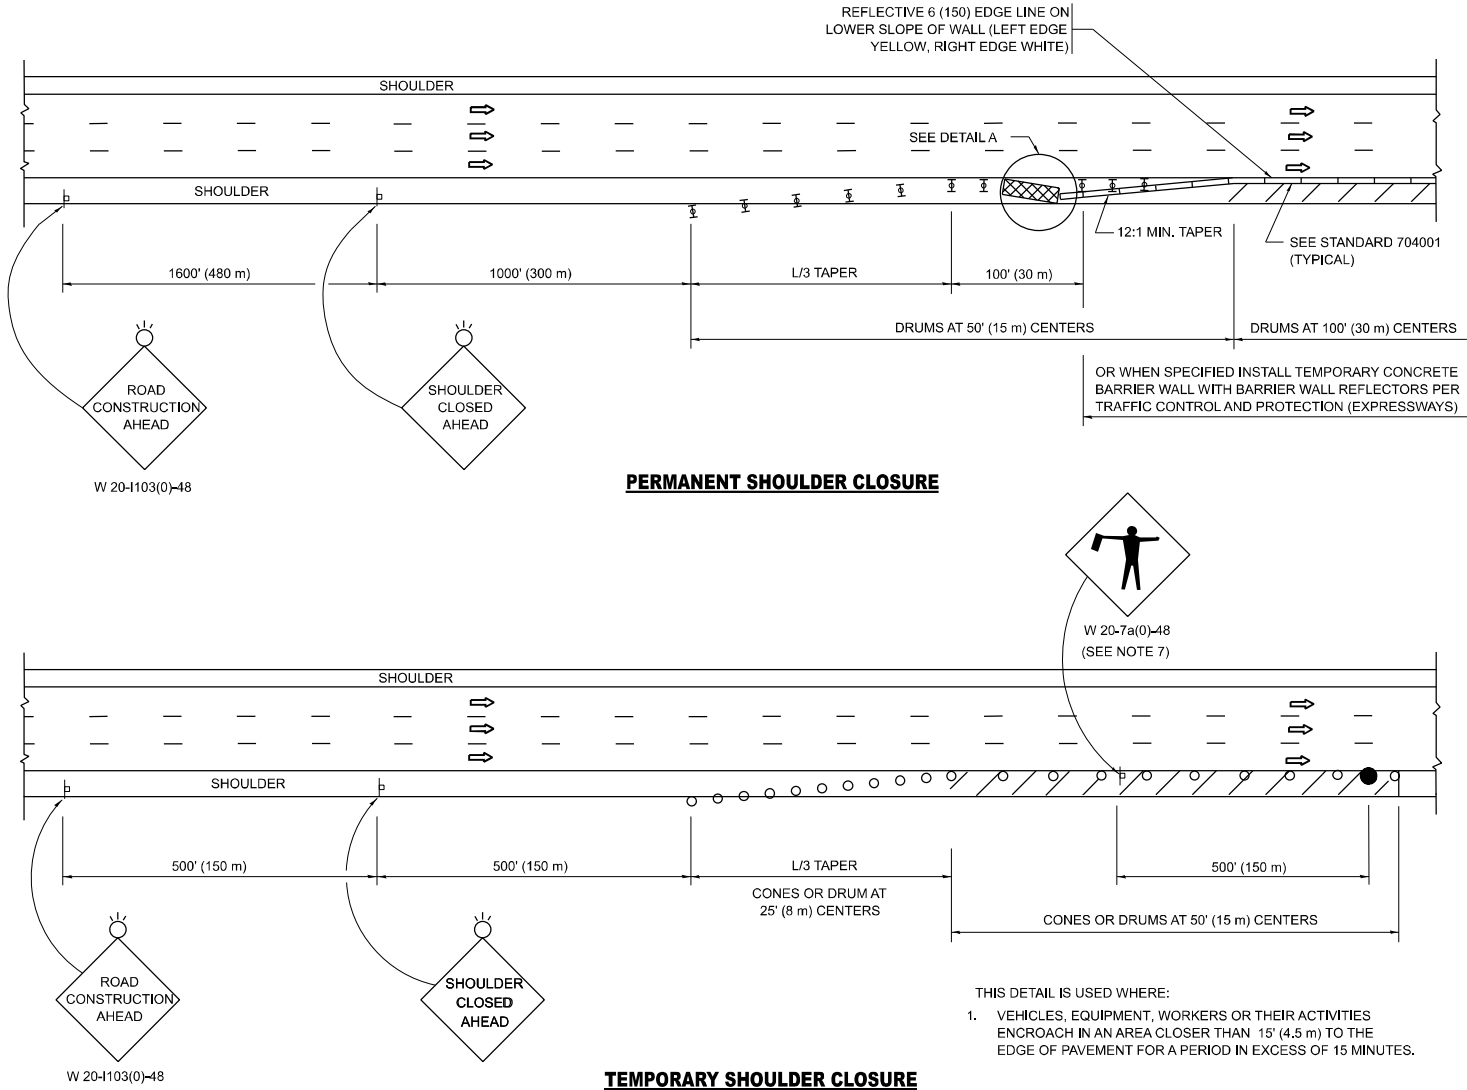 REFLECTIVE 6 (150) EDGE LINE ON
LOWER SLOPE OF WALL (LEFT EDGE
YELLOW, RIGHT EDGE WHITE)
SHOULDER
SEE DETAIL A
SHOULDER
12:1 MIN. TAPER
SEE STANDARD 704001
(TYPICAL)
1600' (480 m)
1000' (300 m)
L/3 TAPER
100' (30 m)
DRUMS AT 50' (15 m) CENTERS
DRUMS AT 100' (30 m) CENTERS
OR WHEN SPECIFIED INSTALL TEMPORARY CONCRETE
BARRIER WALL WITH BARRIER WALL REFLECTORS PER
TRAFFIC CONTROL AND PROTECTION (EXPRESSWAYS)
ROAD
CONSTRUCTION
AHEAD
W 20-I103(0)-48
SHOULDER
CLOSED
AHEAD
PERMANENT SHOULDER CLOSURE
W 20-7a(0)-48
(SEE NOTE 7)
SHOULDER
SHOULDER
500' (150 m)
500' (150 m)
L/3 TAPER
CONES OR DRUM AT
25' (8 m) CENTERS
500' (150 m)
CONES OR DRUMS AT 50' (15 m) CENTERS
ROAD
CONSTRUCTION
AHEAD
W 20-I103(0)-48
SHOULDER
CLOSED
AHEAD
THIS DETAIL IS USED WHERE:
1. VEHICLES, EQUIPMENT, WORKERS OR THEIR ACTIVITIES
ENCROACH IN AN AREA CLOSER THAN 15' (4.5 m) TO THE
EDGE OF PAVEMENT FOR A PERIOD IN EXCESS OF 15 MINUTES.
TEMPORARY SHOULDER CLOSURE